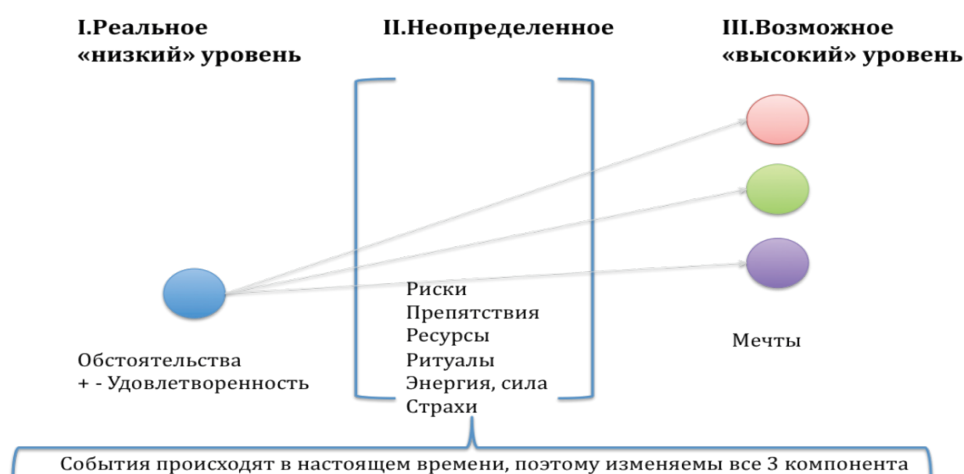 I.Реальное
«низкий» уровень
II.Неопределенное
III.Возможное
«высокий» уровень
Обстоятельства
+ - Удовлетворенность
Риски
Препятствия
Ресурсы
Ритуалы
Энергия, сила
Страхи
Мечты
События происходят в настоящем времени, поэтому изменяемы все 3 компонента